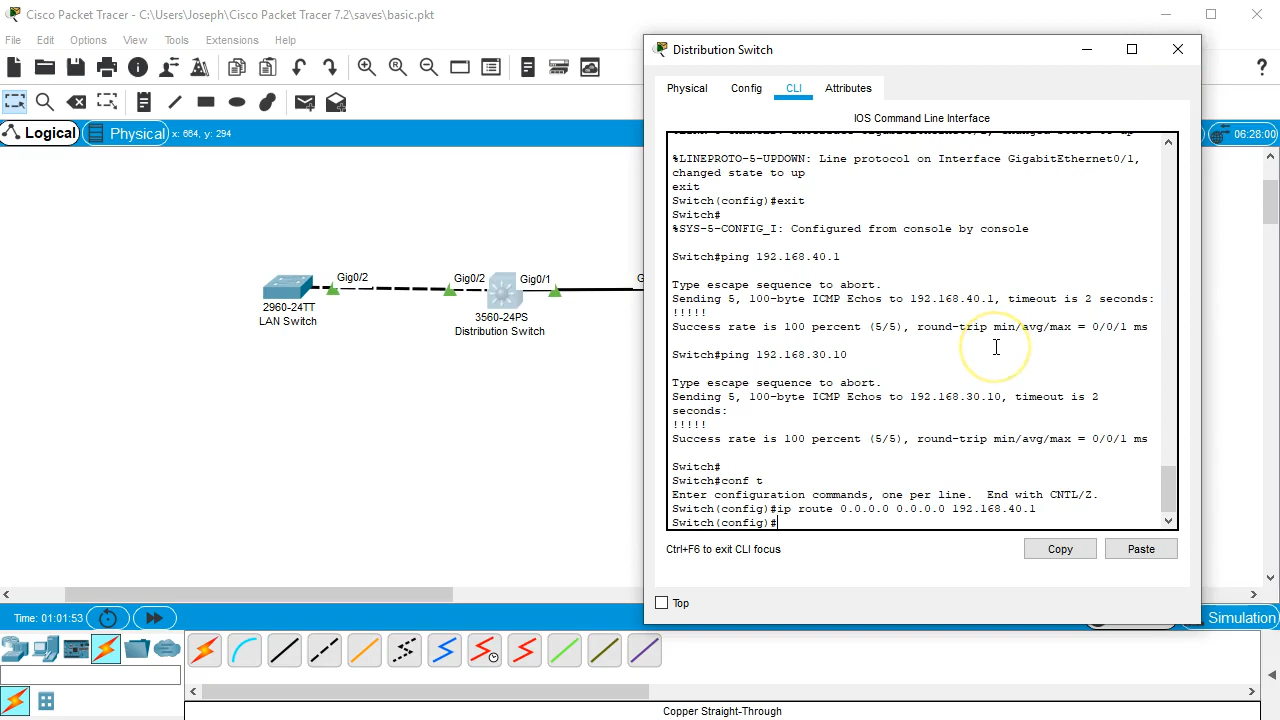 Cisco Packet Tracer - C:\Users\Joseph\Cisco Packet Tracer 7.2\saves\basic.pkt
File Edit Options View Tools Extensions Help
?
Logical
Physical
x: 664, y: 294
06:28:00
Gig0/2
2960-24TT
LAN Switch
Gig0/2
Gig0/1
3560-24PS
Distribution Switch
G
Distribution Switch
Physical Config CLI Attributes
IOS Command Line Interface
%LINEPROTO-5-UPDOWN: Line protocol on Interface GigabitEthernet0/1,
changed state to up
exit
Switch(config)#exit
Switch#
%SYS-5-CONFIG_I: Configured from console by console
Switch#ping 192.168.40.1
Type escape sequence to abort.
Sending 5, 100-byte ICMP Echos to 192.168.40.1, timeout is 2 seconds:
!!!!!
Success rate is 100 percent (5/5), round-trip min/avg/max = 0/0/1 ms
Switch#ping 192.168.30.10
Type escape sequence to abort.
Sending 5, 100-byte ICMP Echos to 192.168.30.10, timeout is 2
seconds:
!!!!!
Success rate is 100 percent (5/5), round-trip min/avg/max = 0/0/1 ms
Switch#
Switch#conf t
Enter configuration commands, one per line.  End with CNTL/Z.
Switch(config)#ip route 0.0.0.0 0.0.0.0 192.168.40.1
Switch(config)#
Ctrl+F6 to exit CLI focus
Copy
Paste
Top
Time: 01:01:53
Simulation
Copper Straight-Through